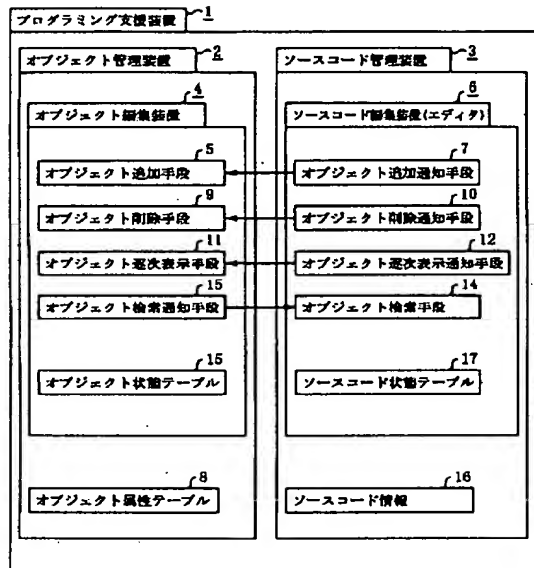 プログラミング支援装置 1
オブジェクト管理装置 2
ソースコード管理装置 3
オブジェクト編集装置 4
ソースコード編集装置(エディタ) 6
オブジェクト追加手段 5
オブジェクト追加通知手段 7
オブジェクト削除手段 9
オブジェクト削除通知手段 10
オブジェクト逐次表示手段 11
オブジェクト逐次表示通知手段 12
オブジェクト検索通知手段 15
オブジェクト検索手段 14
オブジェクト状態テーブル 15
ソースコード状態テーブル 17
オブジェクト属性テーブル 8
ソースコード情報 16